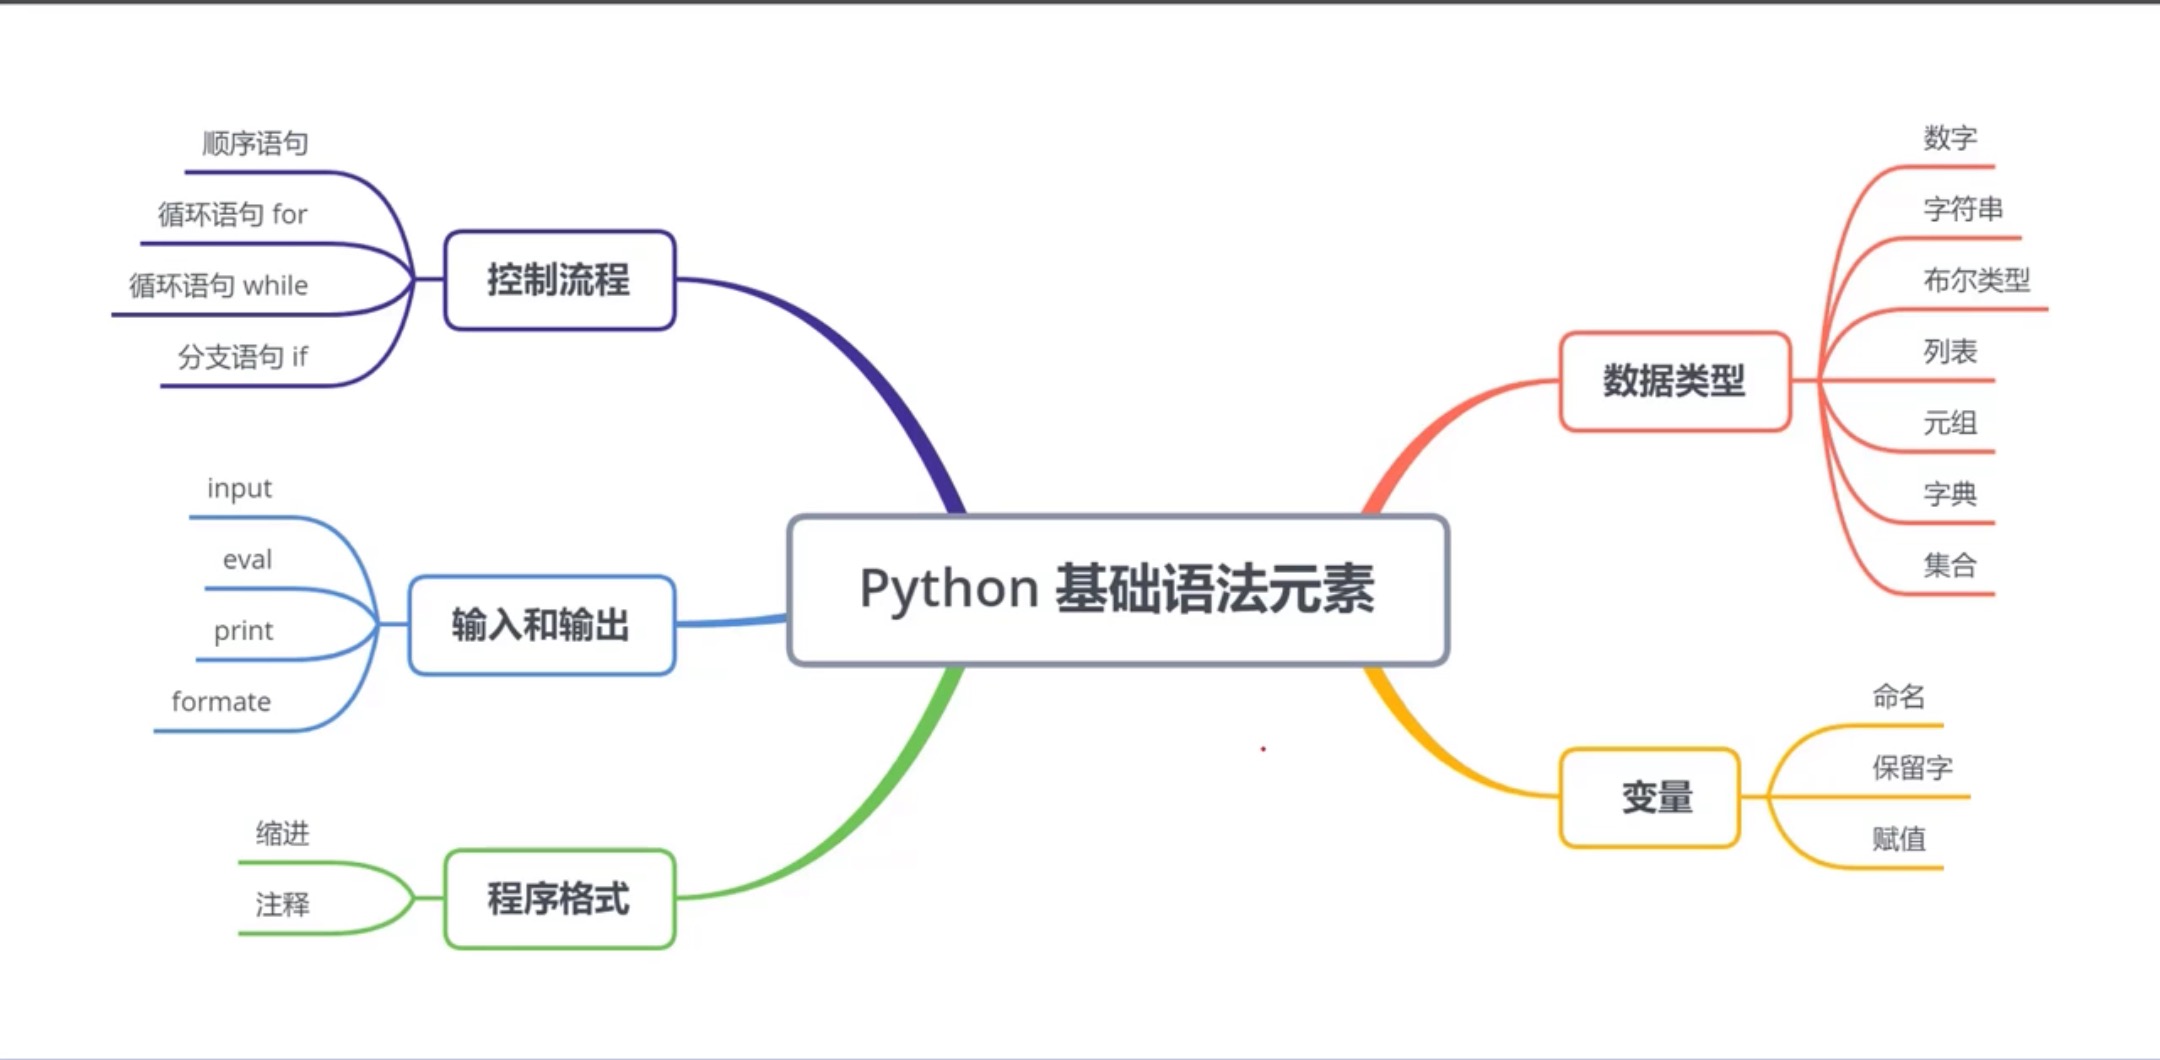 Python 基础语法元素
控制流程
顺序语句
循环语句 for
循环语句 while
分支语句 if
输入和输出
input
eval
print
formate
程序格式
缩进
注释
数据类型
数字
字符串
布尔类型
列表
元组
字典
集合
变量
命名
保留字
赋值